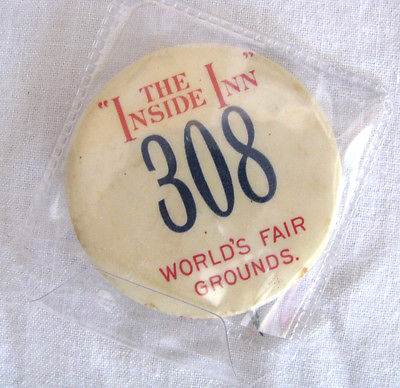 THE
"INSIDE INN"
308
WORLD'S FAIR
GROUNDS.